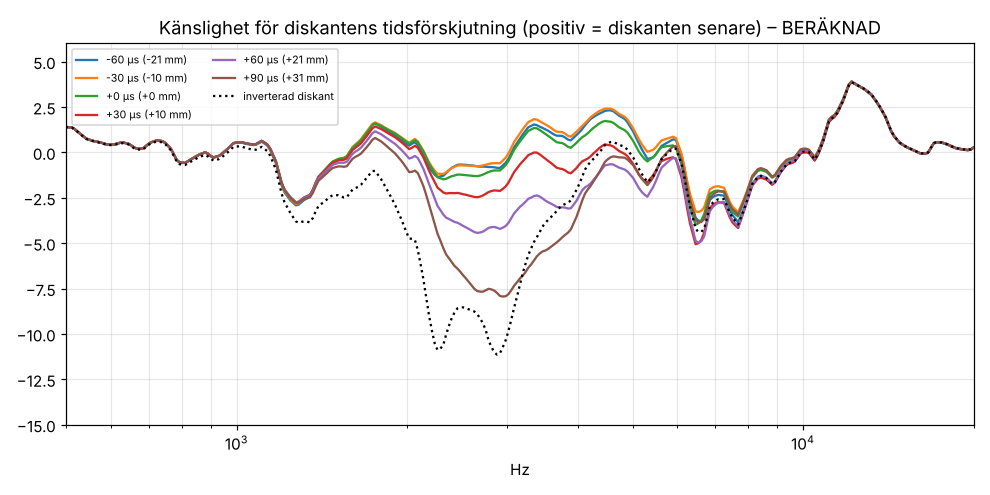 Känslighet för diskantens tidsförskjutning (positiv = diskanten senare) – BERÄKNAD
-60 µs (-21 mm)
-30 µs (-10 mm)
+0 µs (+0 mm)
+30 µs (+10 mm)
+60 µs (+21 mm)
+90 µs (+31 mm)
inverterad diskant
5.0
2.5
0.0
−2.5
−5.0
−7.5
−10.0
−12.5
−15.0
10³
10⁴
Hz